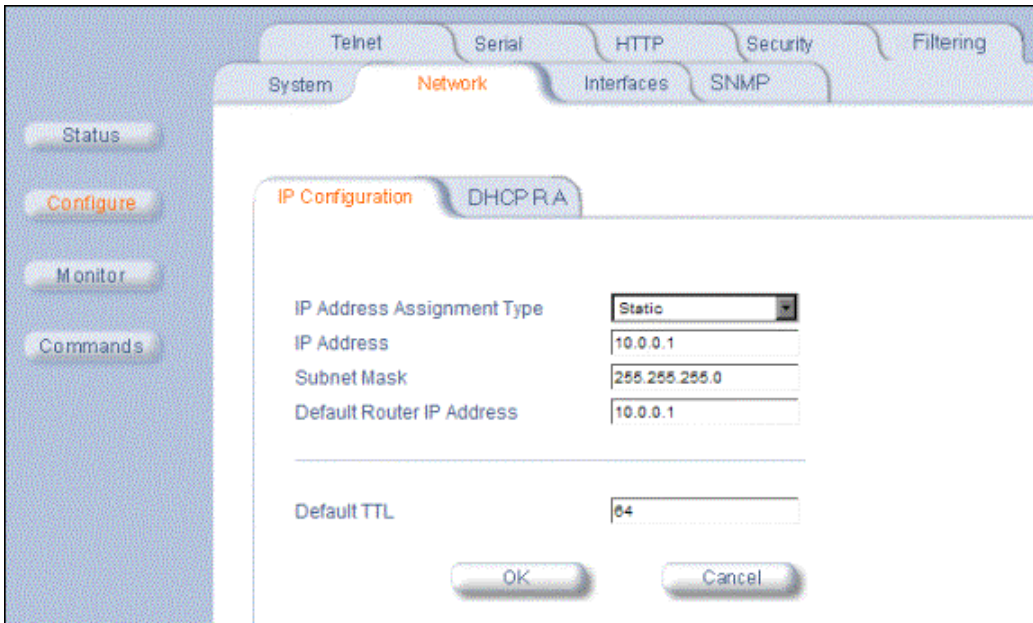 Telnet Serial HTTP Security Filtering
System Network Interfaces SNMP
Status
Configure
Monitor
Commands
IP Configuration DHCP R A
IP Address Assignment Type Static
IP Address 10.0.0.1
Subnet Mask 255.255.255.0
Default Router IP Address 10.0.0.1
Default TTL 64
OK Cancel